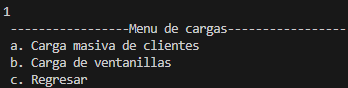 1
-----------------Menu de cargas-----------------
a. Carga masiva de clientes
b. Carga de ventanillas
c. Regresar